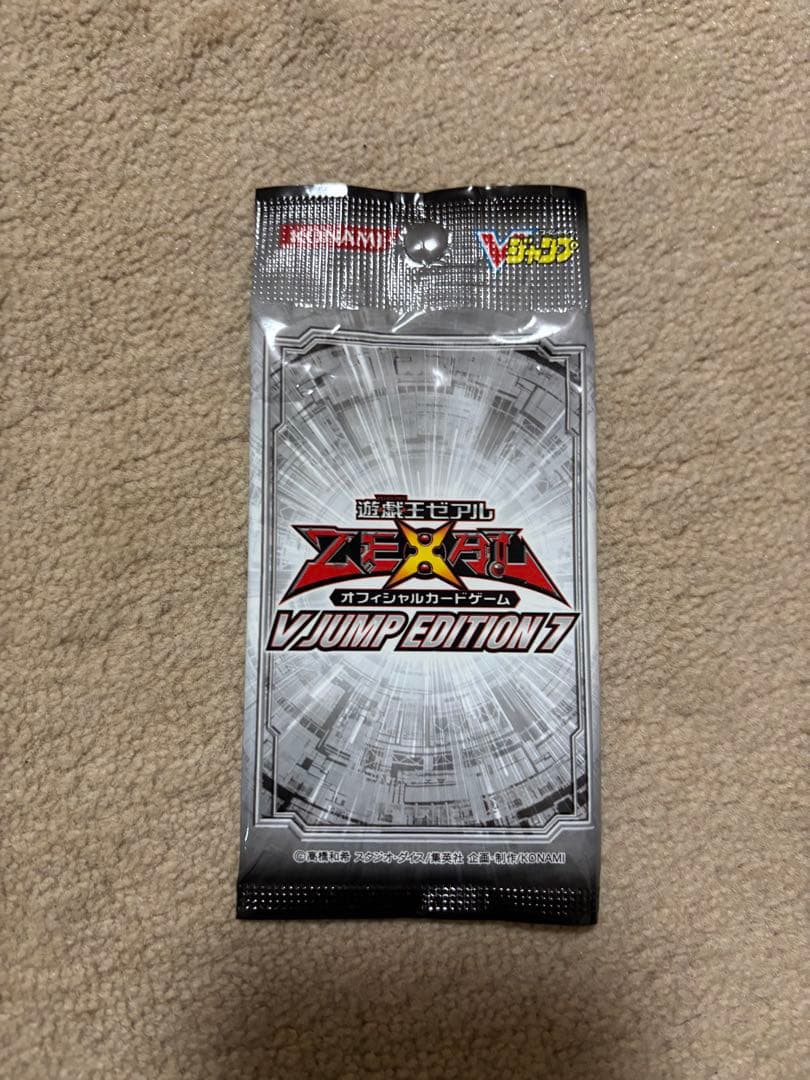 KONAMI
Vジャンプ
遊戯王ゼアル
ZEXAL
オフィシャルカードゲーム
V JUMP EDITION 7
©高橋和希 スタジオ・ダイス/集英社 企画・制作/KONAMI